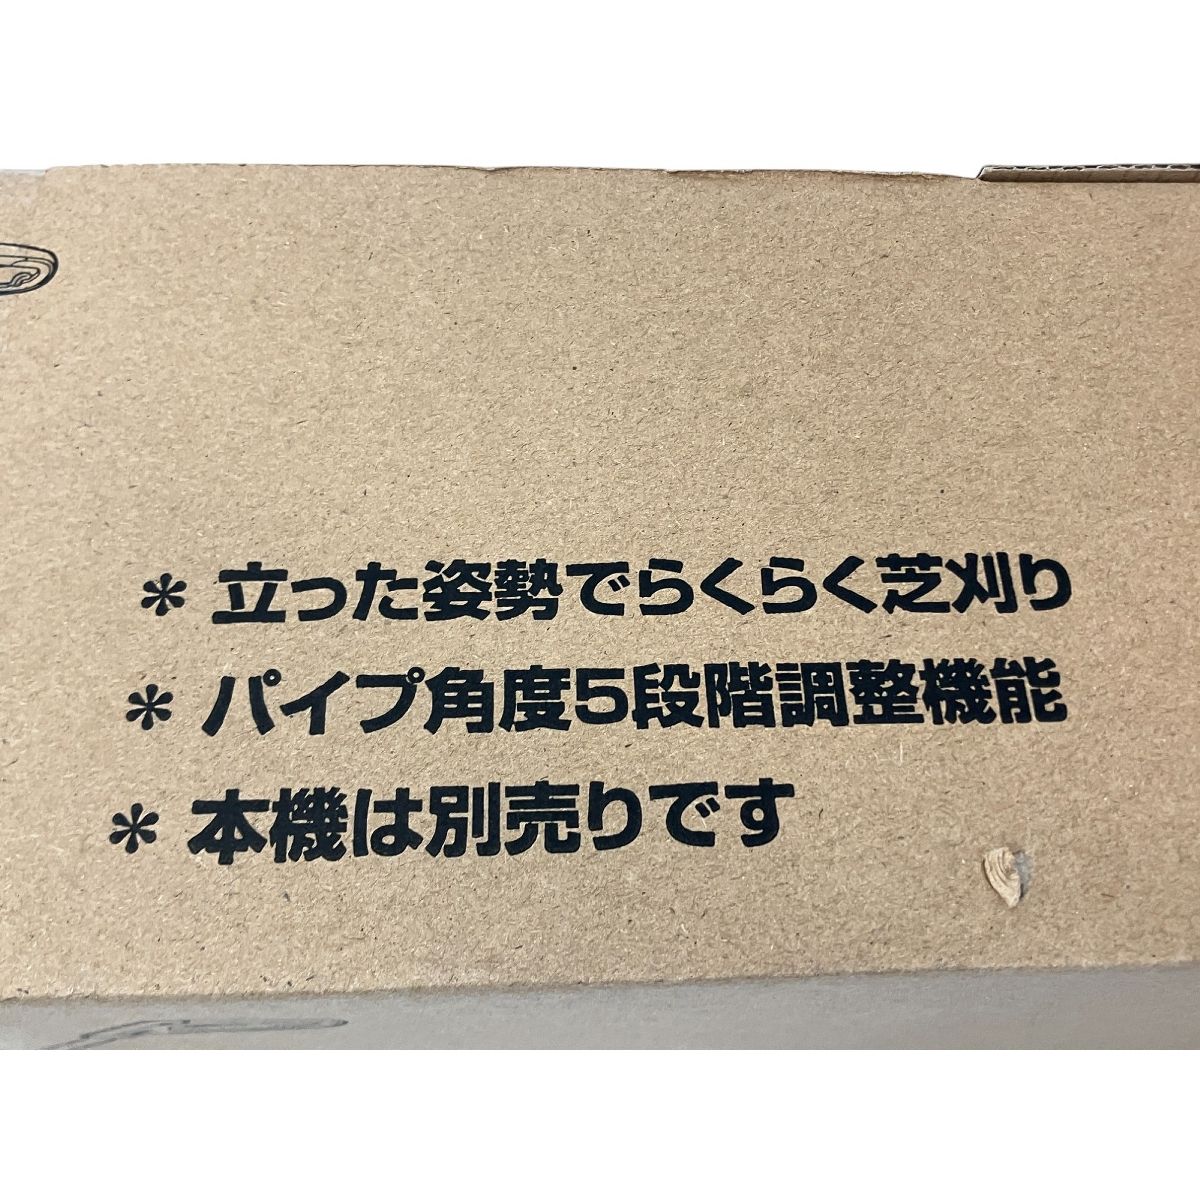 * 立った姿勢でらくらく芝刈り
* パイプ角度5段階調整機能
* 本機は別売りです